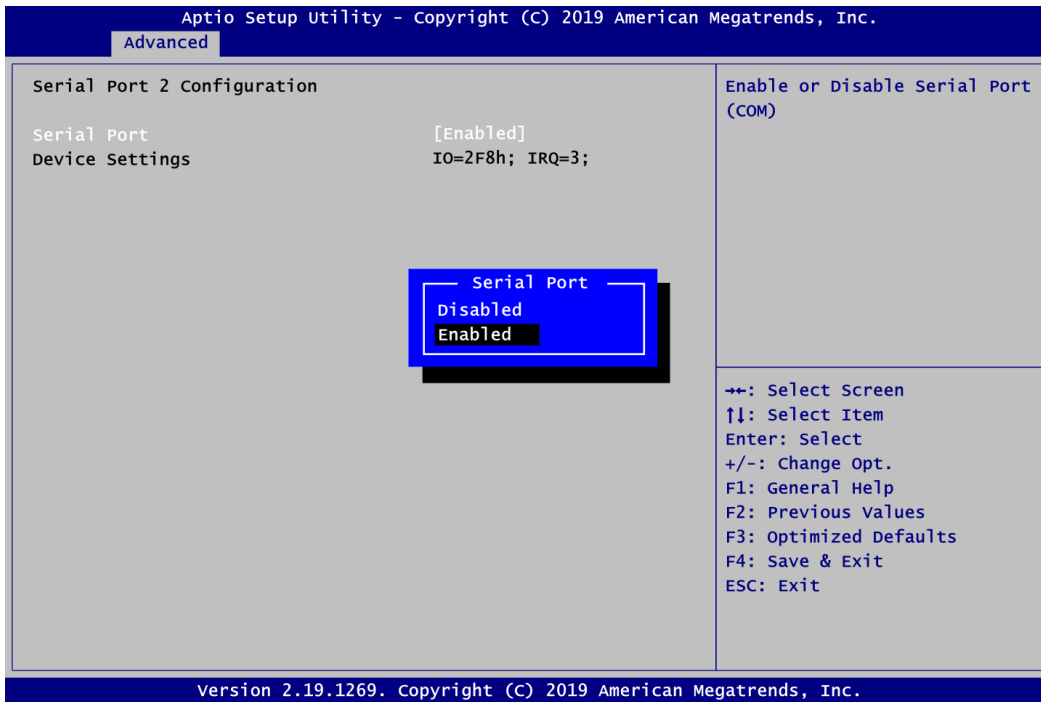 Aptio Setup Utility - Copyright (C) 2019 American Megatrends, Inc.
Advanced
Serial Port 2 Configuration
Serial Port [Enabled]
Device Settings IO=2F8h; IRQ=3;
Serial Port
Disabled
Enabled
Enable or Disable Serial Port
(COM)
→←: Select Screen
↑↓: Select Item
Enter: Select
+/-: Change Opt.
F1: General Help
F2: Previous Values
F3: Optimized Defaults
F4: Save & Exit
ESC: Exit
Version 2.19.1269. Copyright (C) 2019 American Megatrends, Inc.